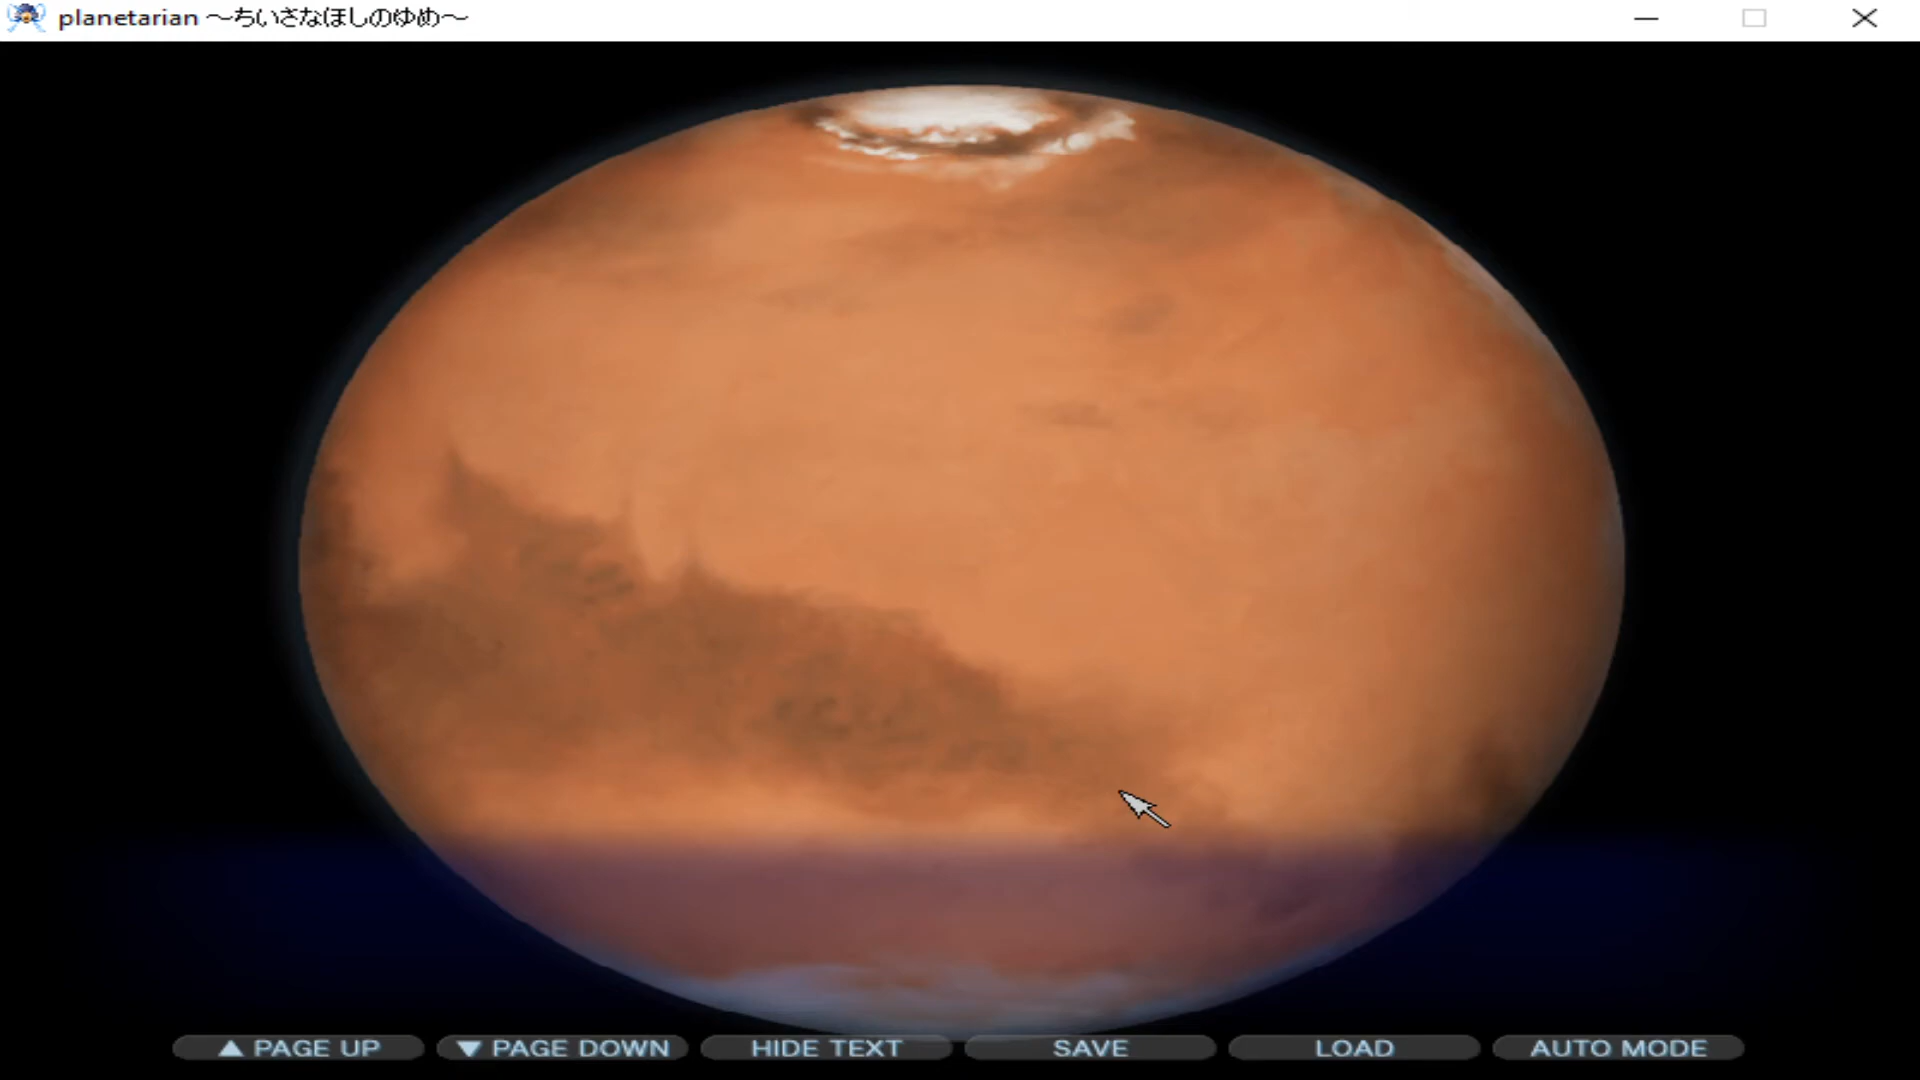 planetarian ～ちいさなほしのゆめ～
▲ PAGE UP
▼ PAGE DOWN
HIDE TEXT
SAVE
LOAD
AUTO MODE